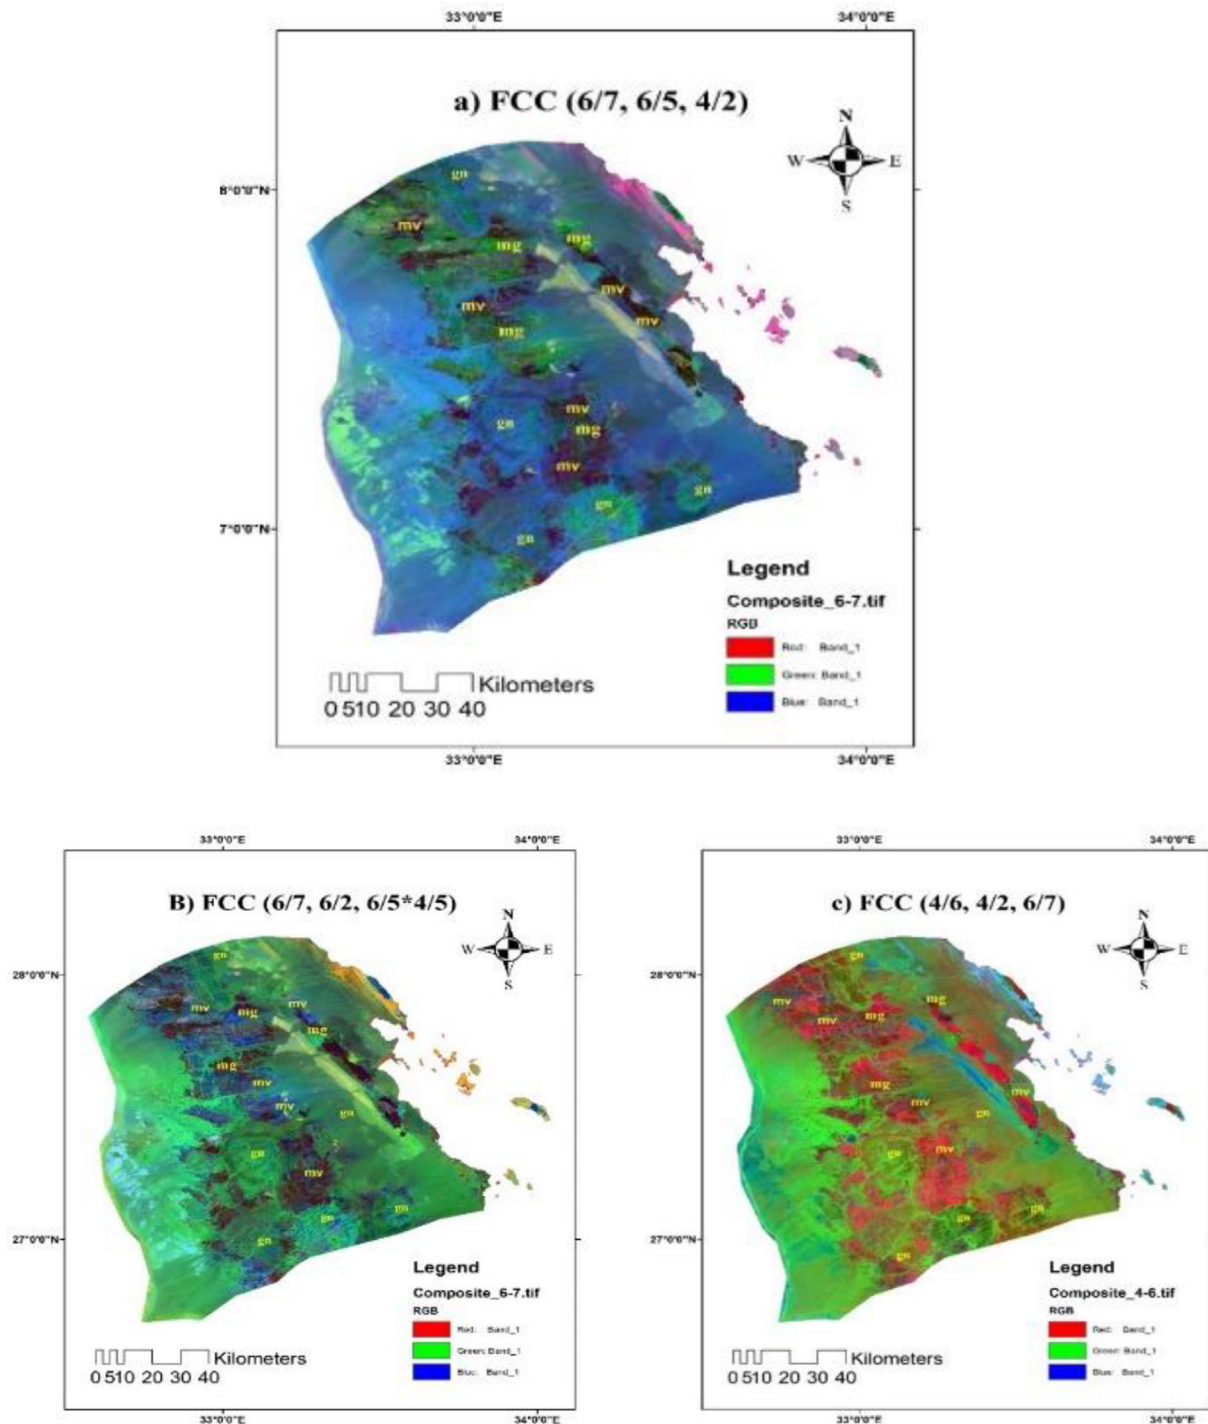 33°0'0"E 34°0'0"E
a) FCC (6/7, 6/5, 4/2)
N
W E
S
8°0'0"N
gn
mv
mg
mg
mv
mv
mv
mg
mv
gn
mg
mv
gn
gn
gn
7°0'0"N
Legend
Composite_6-7.tif
RGB
Red: Band_1
Green: Band_1
Blue: Band_1
Kilometers
0 510 20 30 40
33°0'0"E 34°0'0"E
33°0'0"E 34°0'0"E
B) FCC (6/7, 6/2, 6/5*4/5)
N
W E
S
28°0'0"N
gn
mv
mg
mv
mg
mg
mv
mv
gn
gn
mv
gn
gn
gn
27°0'0"N
Legend
Composite_6-7.tif
RGB
Red: Band_1
Green: Band_1
Blue: Band_1
Kilometers
0 510 20 30 40
33°0'0"E 34°0'0"E
33°0'0"E 34°0'0"E
c) FCC (4/6, 4/2, 6/7)
N
W E
S
28°0'0"N
gn
mv
mv
mg
mg
mg
mv
mv
gn
gn
mv
gn
gn
gn
27°0'0"N
Legend
Composite_4-6.tif
RGB
Red: Band_1
Green: Band_1
Blue: Band_1
Kilometers
0 510 20 30 40
33°0'0"E 34°0'0"E